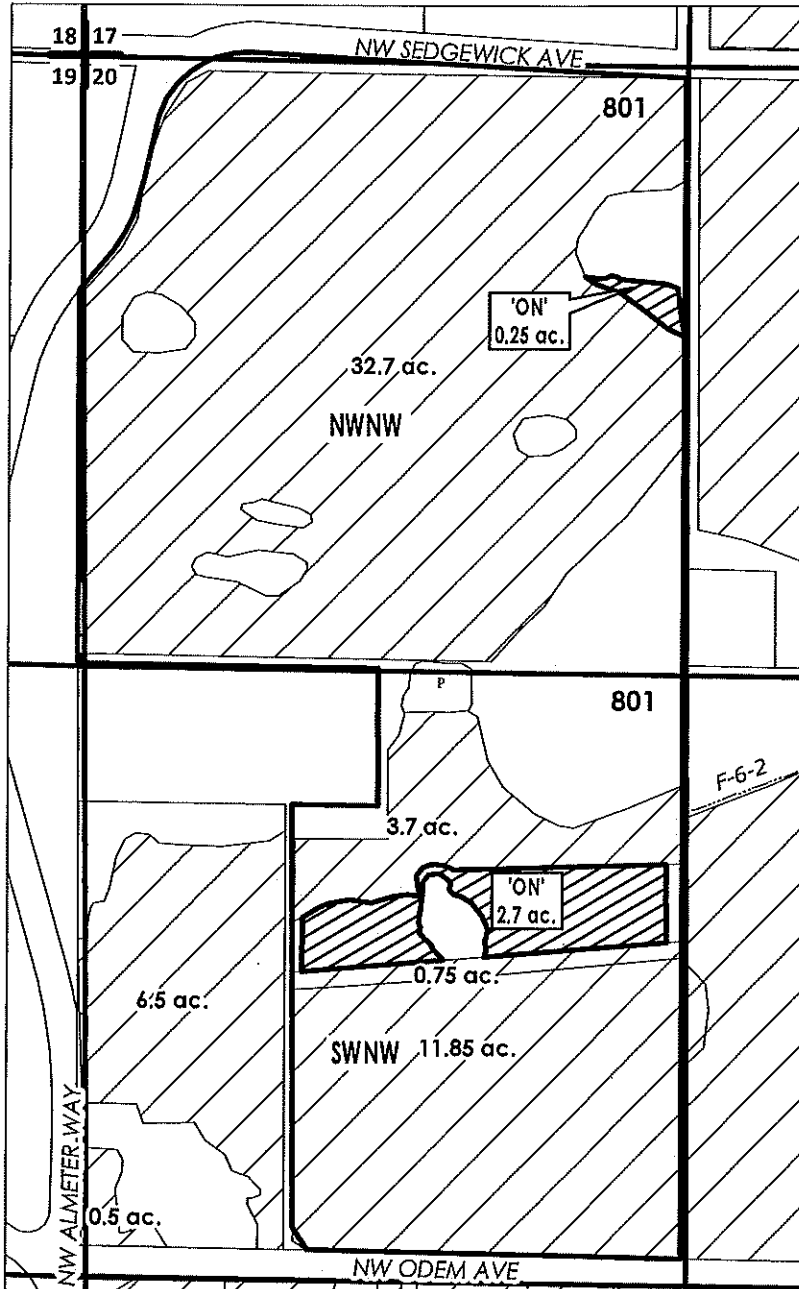 18 17
NW SEDGEWICK AVE
19 20
801
'ON'
0.25 ac.
32.7 ac.
NWNW
P
801
F-6-2
3.7 ac.
'ON'
2.7 ac.
0.75 ac.
6.5 ac.
SWNW 11.85 ac.
NW ALMETER WAY
0.5 ac.
NW ODEM AVE